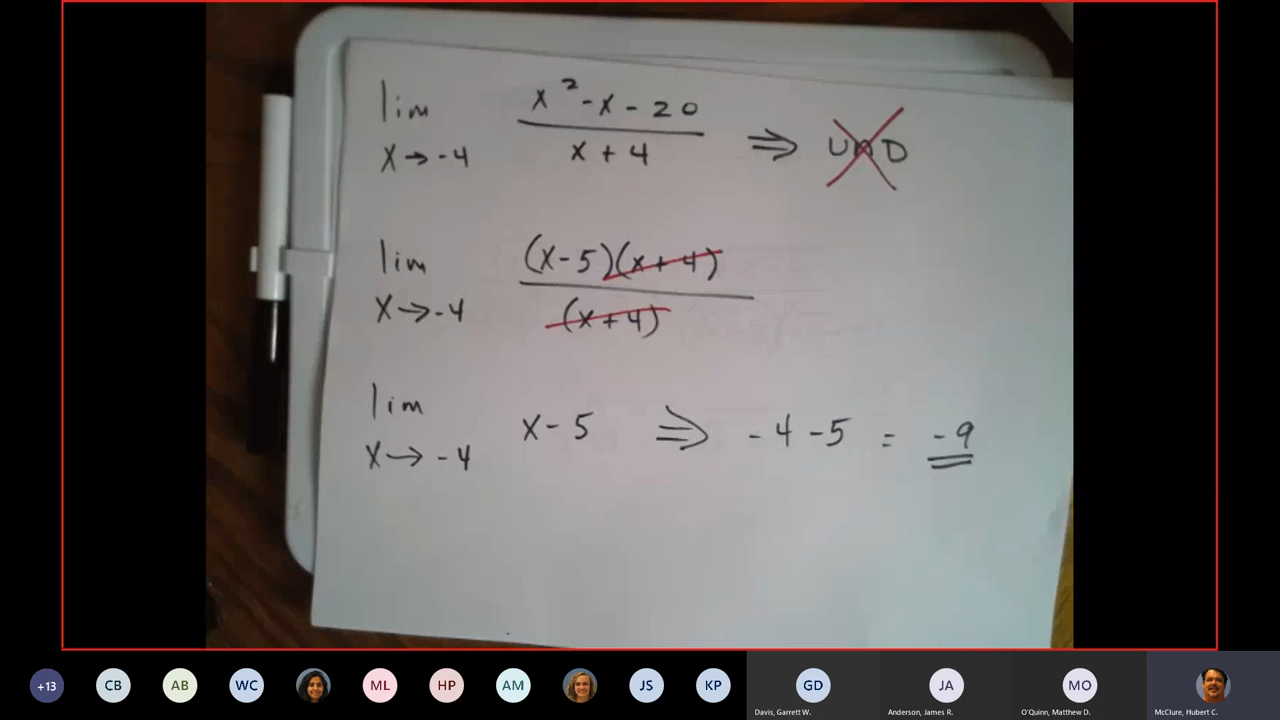 lim x² - x - 20
x → -4 x + 4 ⇒ UND
lim (x - 5)(x + 4)
x → -4 (x + 4)
lim
x → -4 x - 5 ⇒ -4 - 5 = -9
+13 CB AB WC ML HP AM JS KP GD JA MO
Davis, Garrett W. Anderson, James R. O'Quinn, Matthew D. McClure, Hubert C.